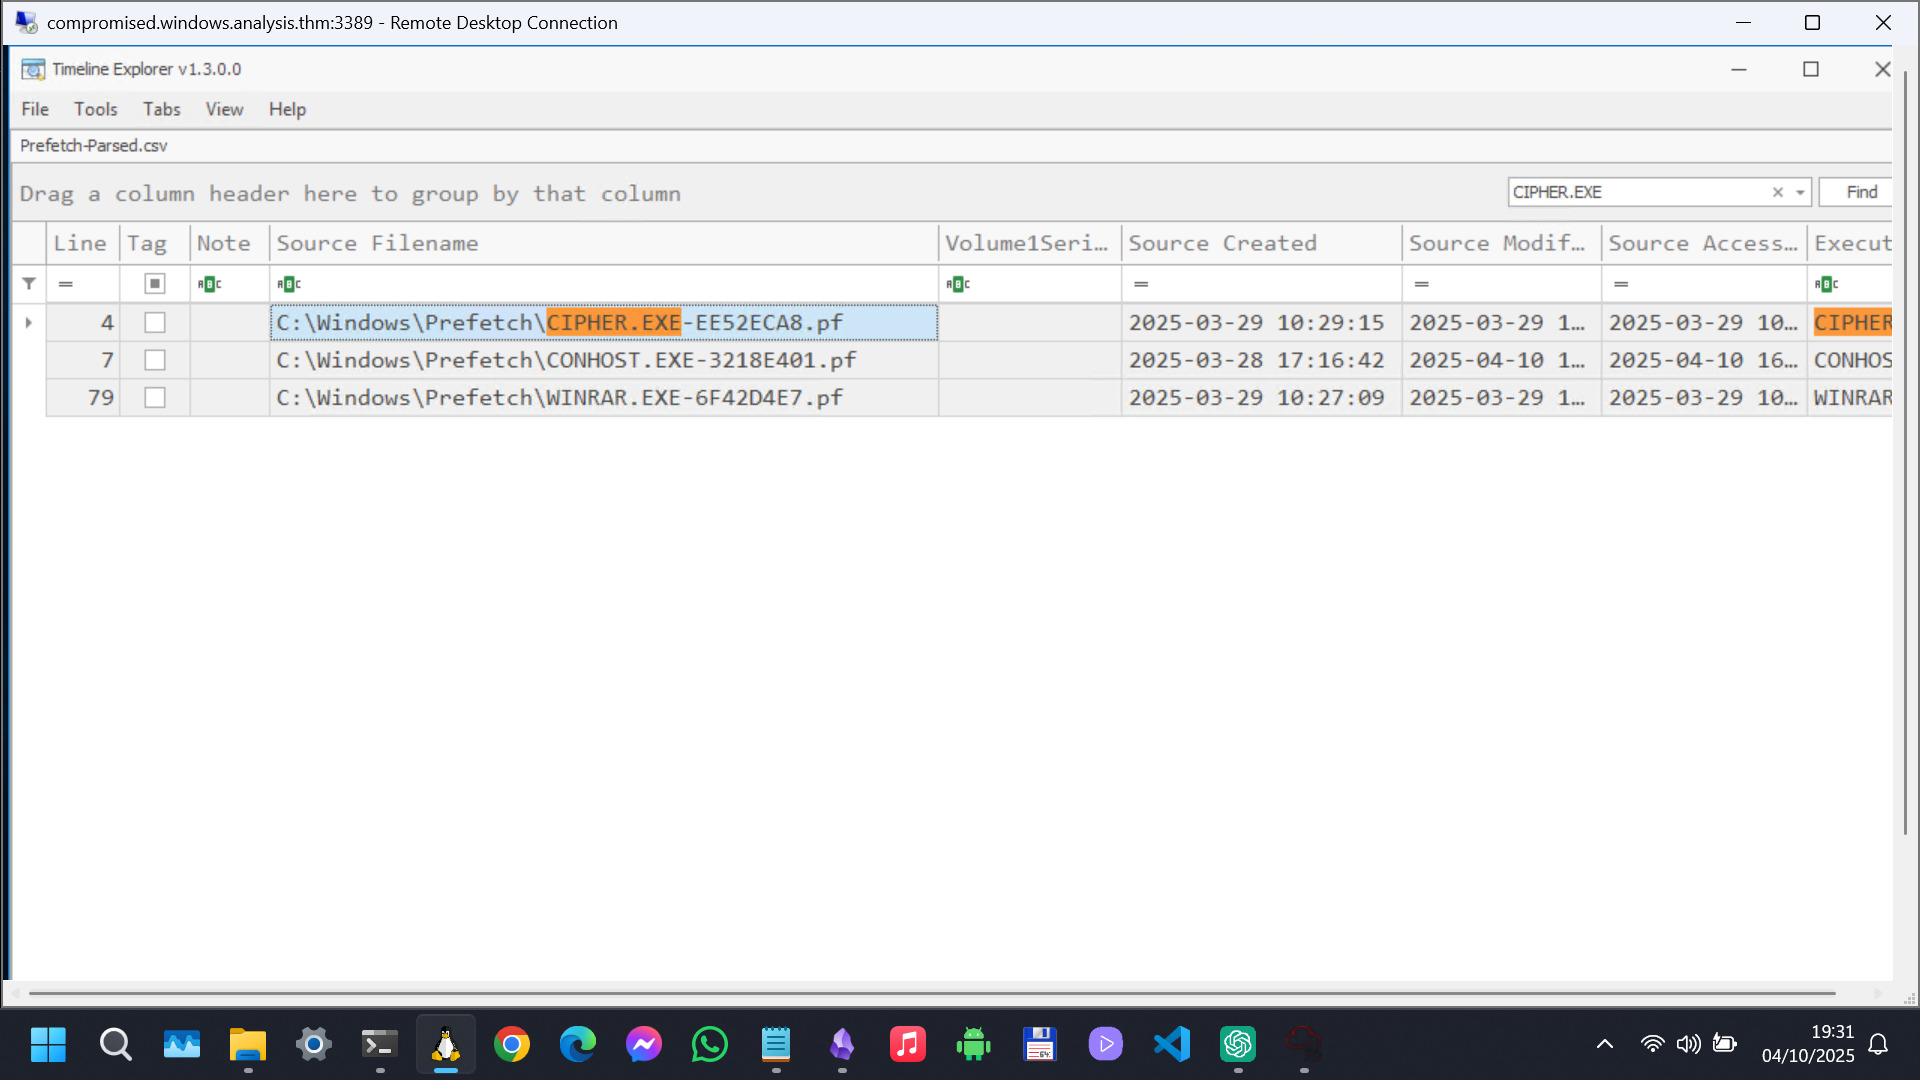 compromised.windows.analysis.thm:3389 - Remote Desktop Connection
Timeline Explorer v1.3.0.0
File Tools Tabs View Help
Prefetch-Parsed.csv
Drag a column header here to group by that column
CIPHER.EXE Find
Line Tag Note Source Filename Volume1Seri... Source Created Source Modif... Source Access... Execut
= ABC ABC ABC = = = ABC
4 C:\Windows\Prefetch\CIPHER.EXE-EE52ECA8.pf 2025-03-29 10:29:15 2025-03-29 1... 2025-03-29 10... CIPHER
7 C:\Windows\Prefetch\CONHOST.EXE-3218E401.pf 2025-03-28 17:16:42 2025-04-10 1... 2025-04-10 16... CONHOS
79 C:\Windows\Prefetch\WINRAR.EXE-6F42D4E7.pf 2025-03-29 10:27:09 2025-03-29 1... 2025-03-29 10... WINRAR
64
19:31
04/10/2025